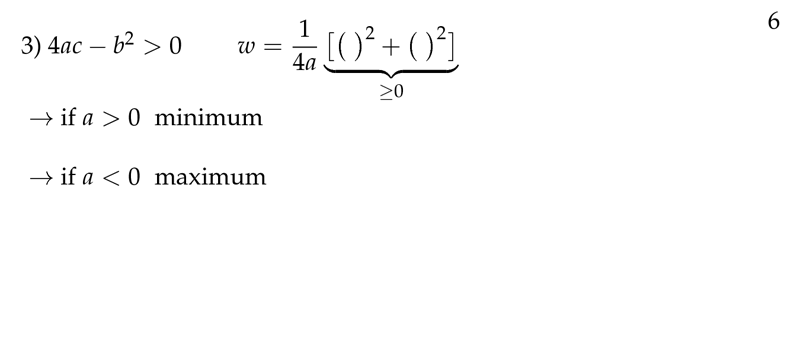 6
3) 4ac − b² > 0 w = 1/4a [( )² + ( )²]
≥0
→ if a > 0 minimum
→ if a < 0 maximum